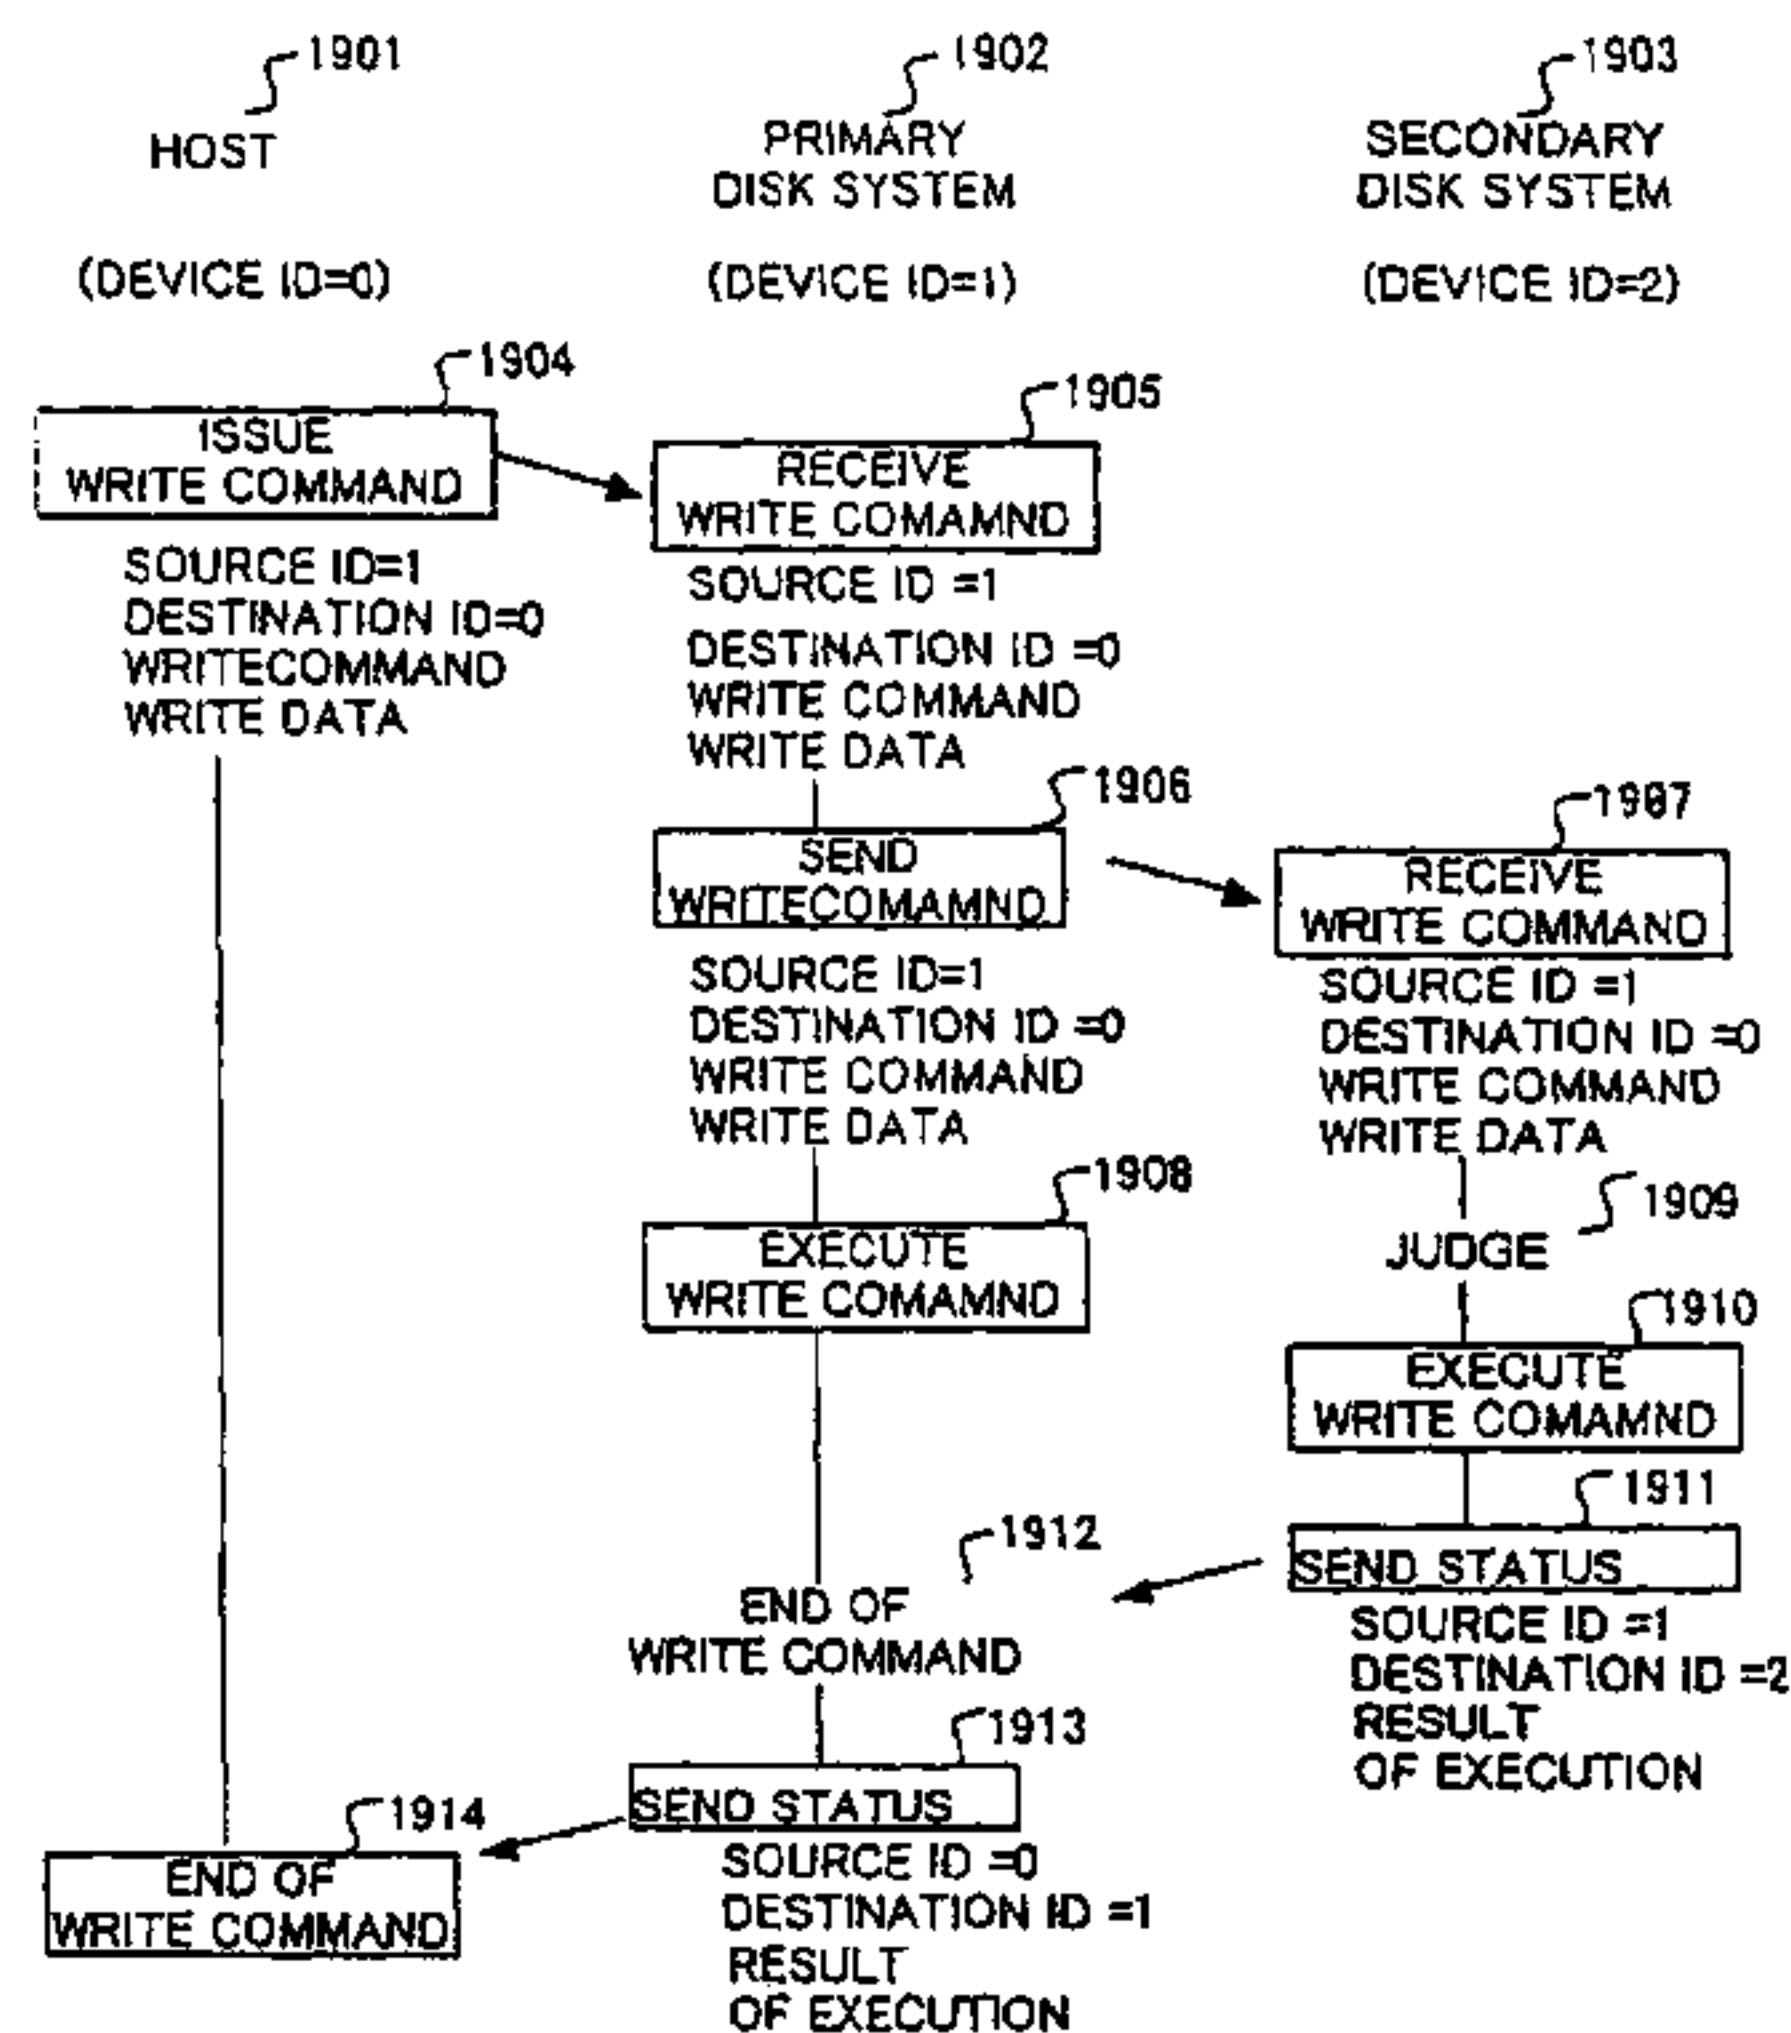 1901
HOST
(DEVICE ID=0)
1902
PRIMARY
DISK SYSTEM
(DEVICE ID=1)
1903
SECONDARY
DISK SYSTEM
(DEVICE ID=2)
1904
ISSUE
WRITE COMMAND
SOURCE ID=1
DESTINATION ID=0
WRITECOMMAND
WRITE DATA
1905
RECEIVE
WRITE COMAMND
SOURCE ID =1
DESTINATION ID =0
WRITE COMMAND
WRITE DATA
1906
SEND
WRITECOMAMND
SOURCE ID=1
DESTINATION ID =0
WRITE COMMAND
WRITE DATA
1907
RECEIVE
WRITE COMMAND
SOURCE ID =1
DESTINATION ID =0
WRITE COMMAND
WRITE DATA
1908
EXECUTE
WRITE COMAMND
1909
JUDGE
1910
EXECUTE
WRITE COMAMND
1911
SEND STATUS
SOURCE ID =1
DESTINATION ID =2
RESULT
OF EXECUTION
1912
END OF
WRITE COMMAND
1913
SEND STATUS
SOURCE ID =0
DESTINATION ID =1
RESULT
OF EXECUTION
1914
END OF
WRITE COMMAND